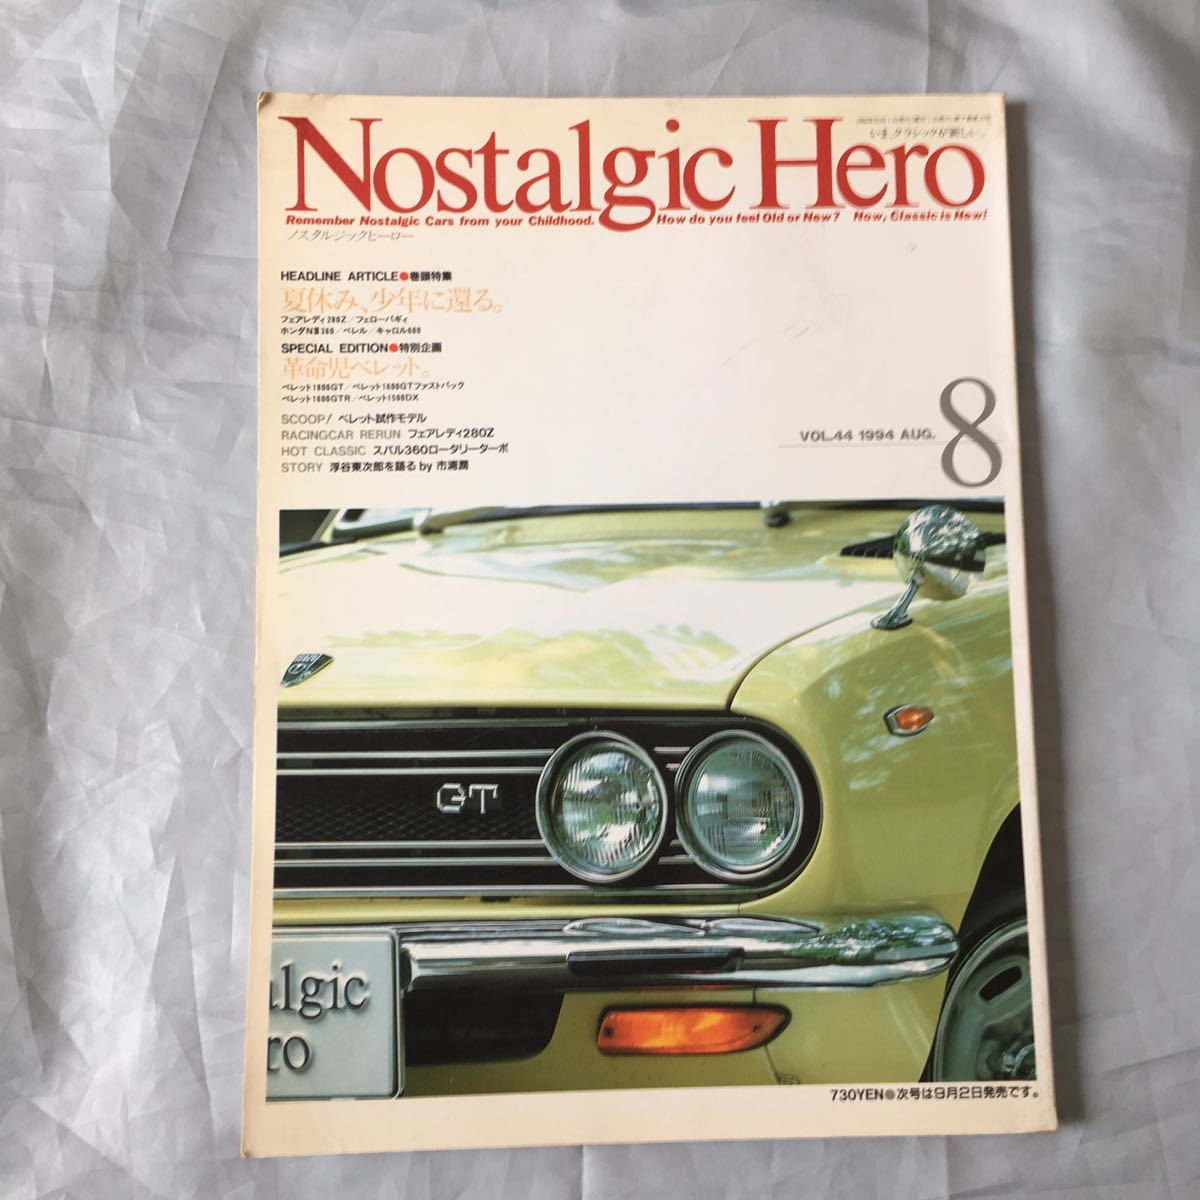 いま、クラシックが新しい。
Nostalgic Hero
Remember Nostalgic Cars from your Childhood. How do you feel Old or New? Now, Classic is New!
ノスタルジックヒーロー
HEADLINE ARTICLE●巻頭特集
夏休み、少年に還る。
フェアレディ280Z/フェローバギィ
ホンダNⅢ360/ベレル/キャロル600
SPECIAL EDITION●特別企画
革命児ベレット。
ベレット1800GT/ベレット1600GTファストバック
ベレット1600GTR/ベレット1500DX
SCOOP! ベレット試作モデル
RACINGCAR RERUN フェアレディ280Z
HOT CLASSIC スバル360ロータリーターボ
STORY 浮谷東次郎を語る by 市浦潤
VOL.44 1994 AUG. 8
GT
algic
ro
730YEN●次号は9月2日発売です。